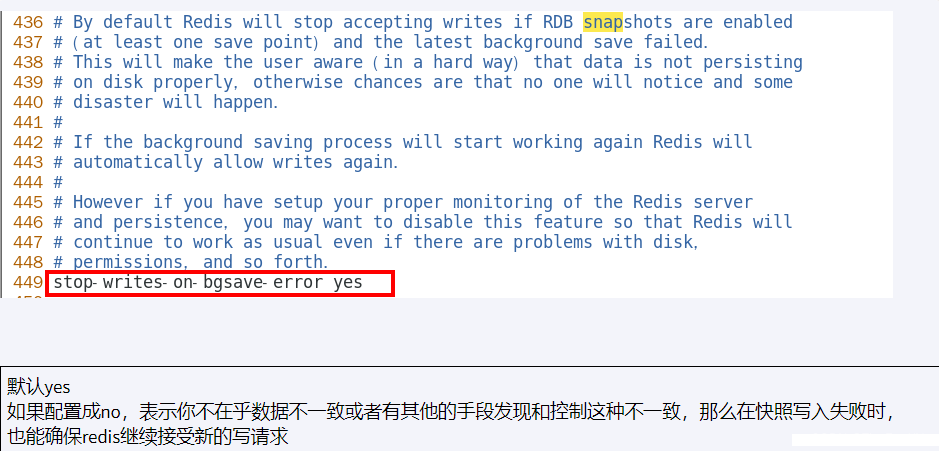 436 # By default Redis will stop accepting writes if RDB snapshots are enabled
437 # (at least one save point) and the latest background save failed.
438 # This will make the user aware (in a hard way) that data is not persisting
439 # on disk properly, otherwise chances are that no one will notice and some
440 # disaster will happen.
441 #
442 # If the background saving process will start working again Redis will
443 # automatically allow writes again.
444 #
445 # However if you have setup your proper monitoring of the Redis server
446 # and persistence, you may want to disable this feature so that Redis will
447 # continue to work as usual even if there are problems with disk,
448 # permissions, and so forth.
449 stop-writes-on-bgsave-error yes
默认yes
如果配置成no，表示你不在乎数据不一致或者有其他的手段发现和控制这种不一致，那么在快照写入失败时，
也能确保redis继续接受新的写请求